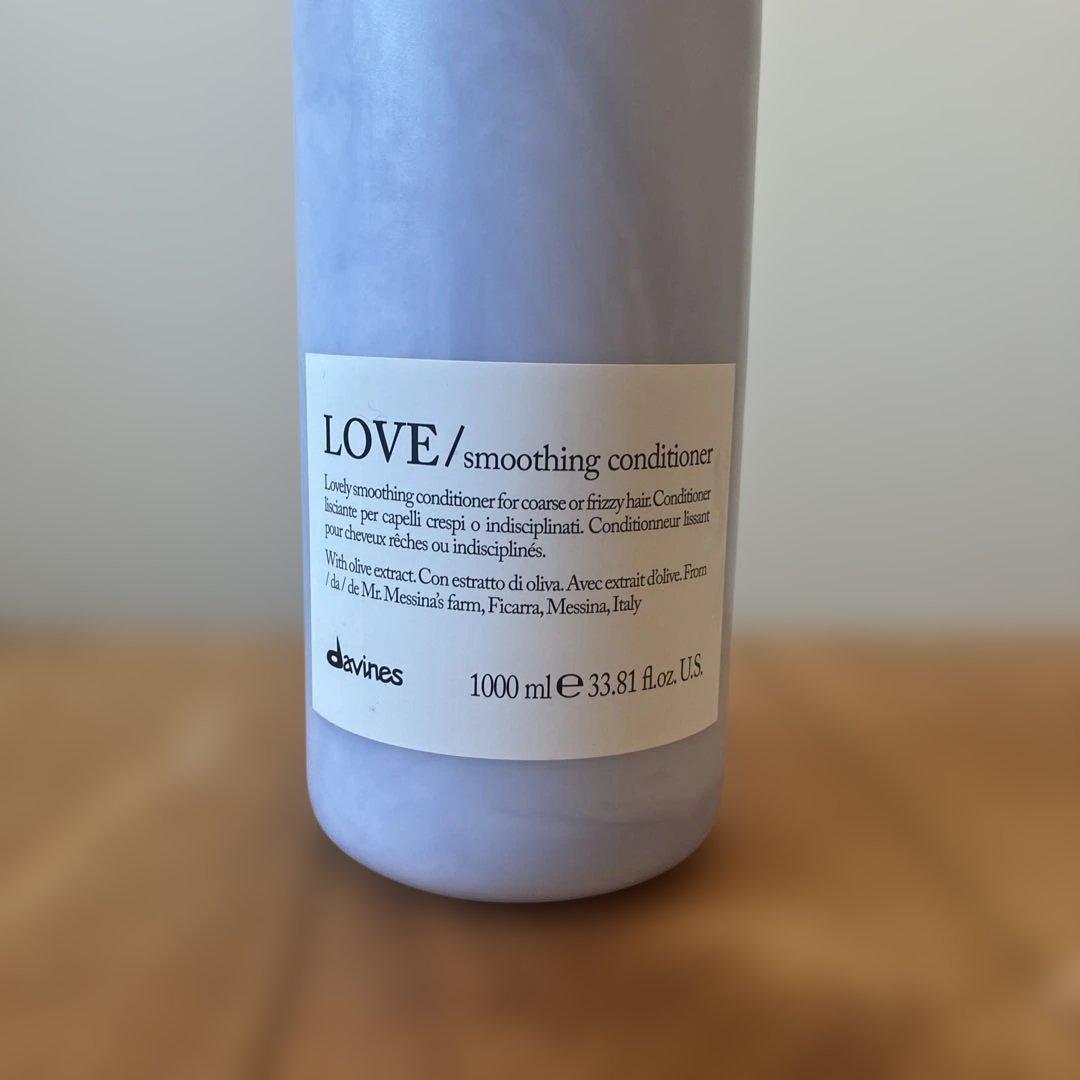 LOVE/smoothing conditioner
Lovely smoothing conditioner for coarse or frizzy hair. Conditioner
lisciante per capelli crespi o indisciplinati. Conditionneur lissant
pour cheveux rêches ou indisciplinés.
With olive extract. Con estratto di oliva. Avec extrait d'olive. From
/ da / de Mr. Messina's farm, Ficarra, Messina, Italy
davines
1000 ml ℮ 33.81 fl.oz. U.S.